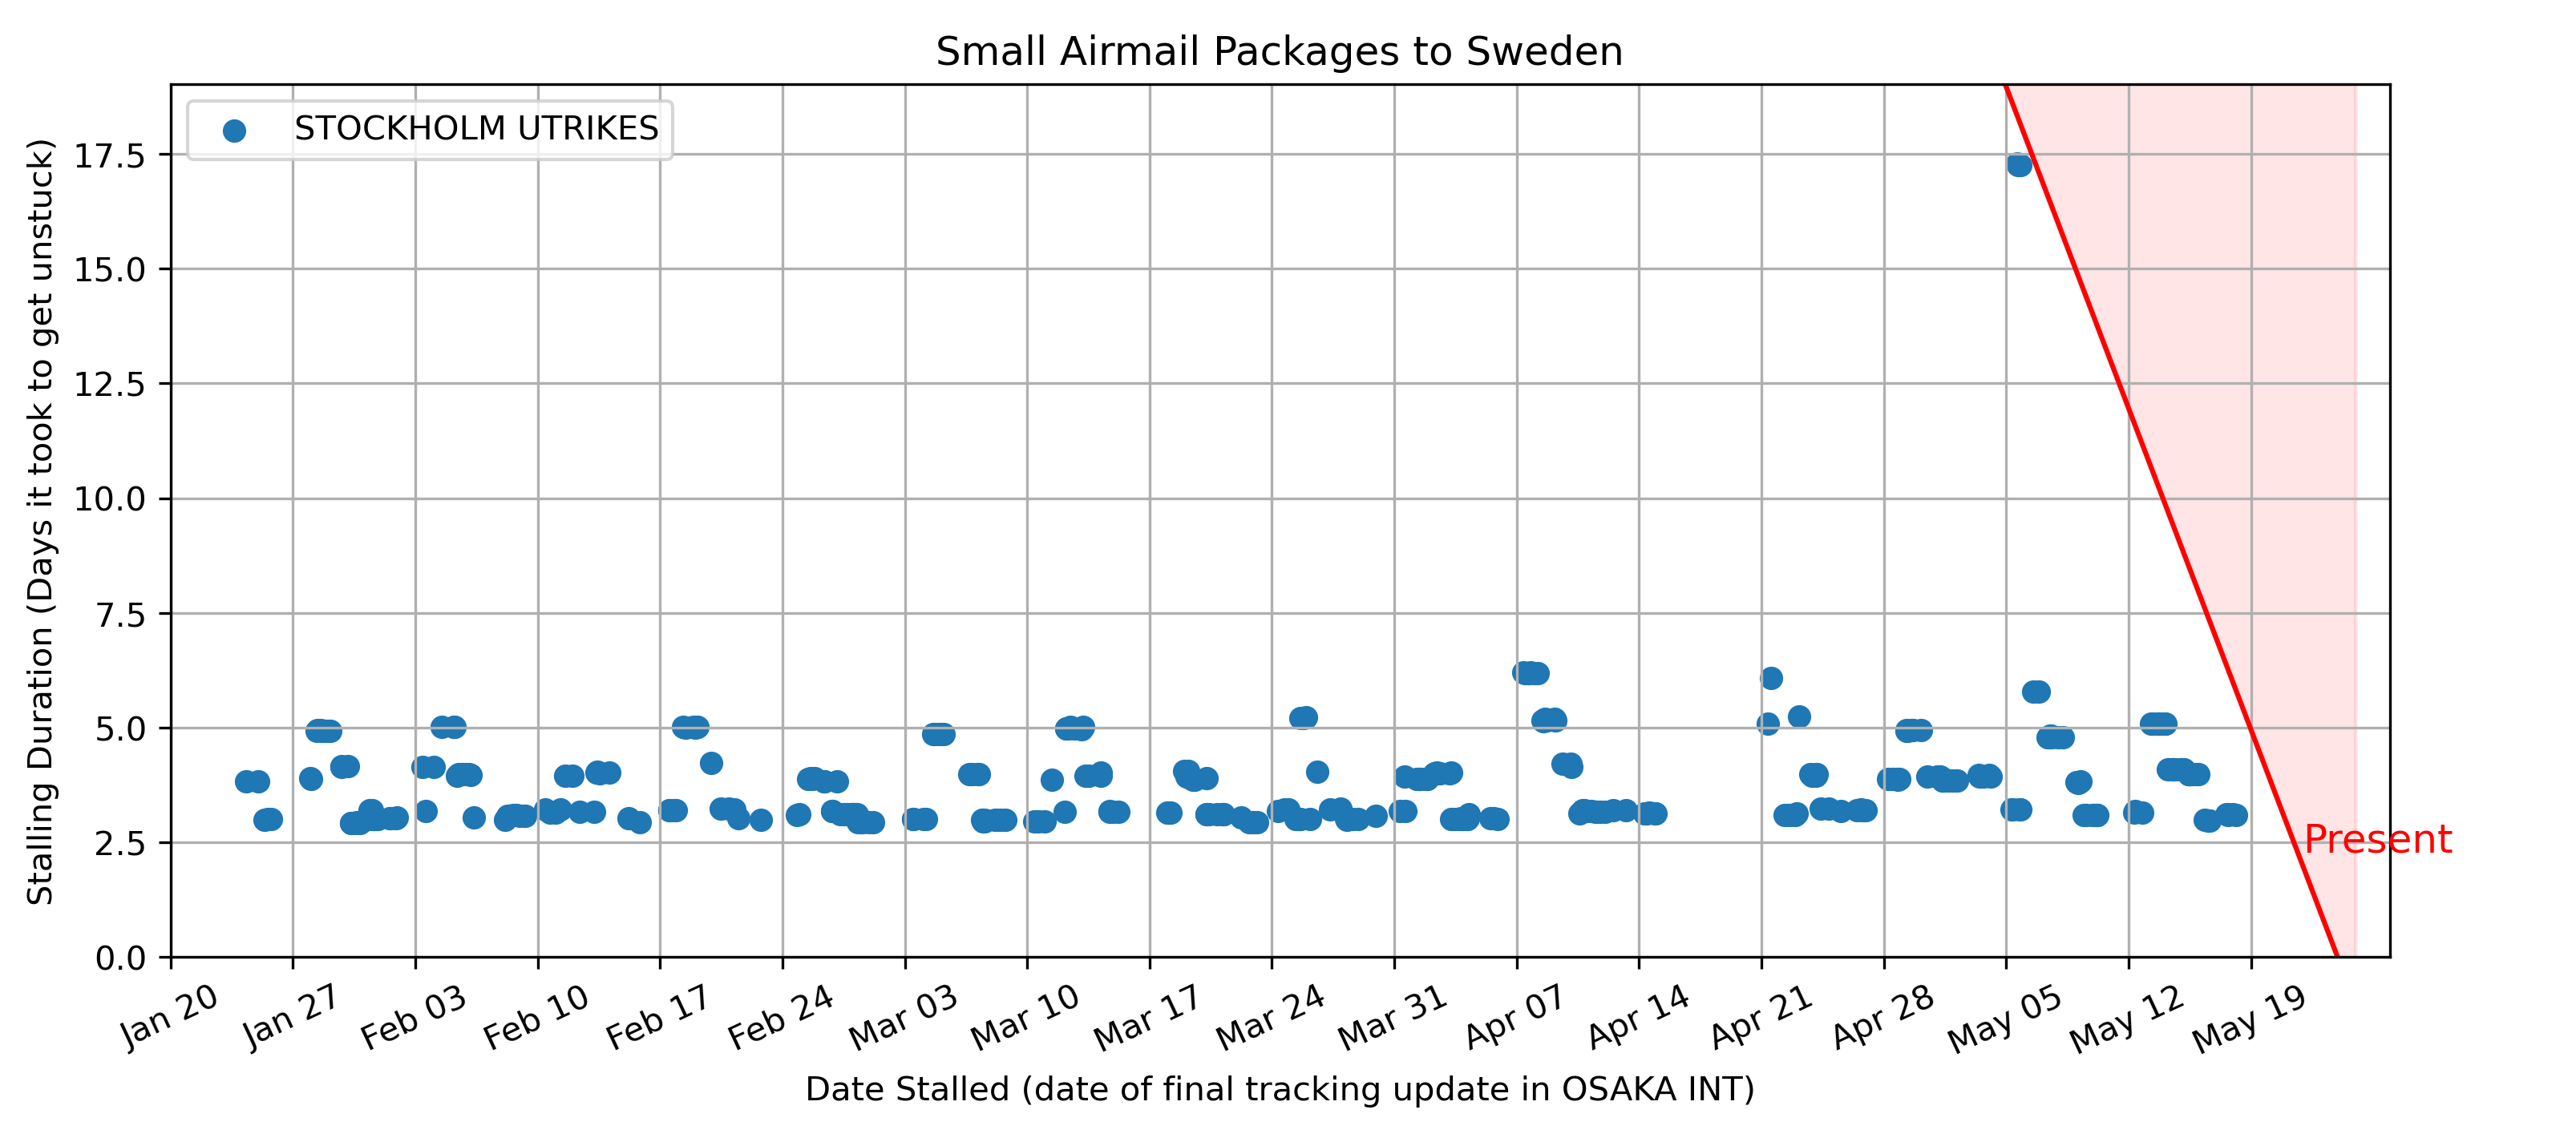 Small Airmail Packages to Sweden
STOCKHOLM UTRIKES
Stalling Duration (Days it took to get unstuck)
17.5
15.0
12.5
10.0
7.5
5.0
2.5
0.0
Present
Jan 20
Jan 27
Feb 03
Feb 10
Feb 17
Feb 24
Mar 03
Mar 10
Mar 17
Mar 24
Mar 31
Apr 07
Apr 14
Apr 21
Apr 28
May 05
May 12
May 19
Date Stalled (date of final tracking update in OSAKA INT)